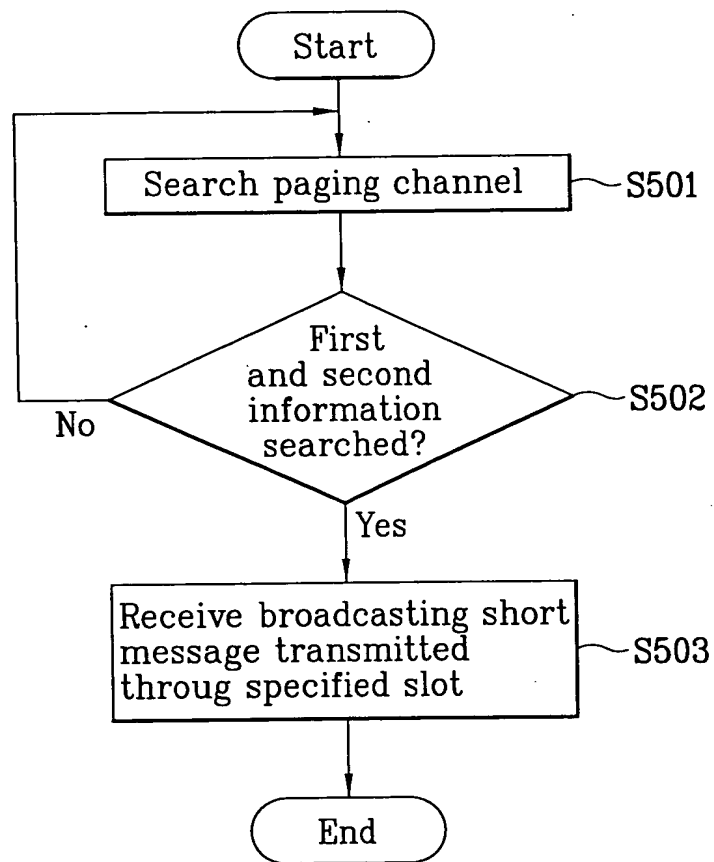 Start
Search paging channel
S501
First
and second
information
searched?
S502
No
Yes
Receive broadcasting short
message transmitted
throug specified slot
S503
End